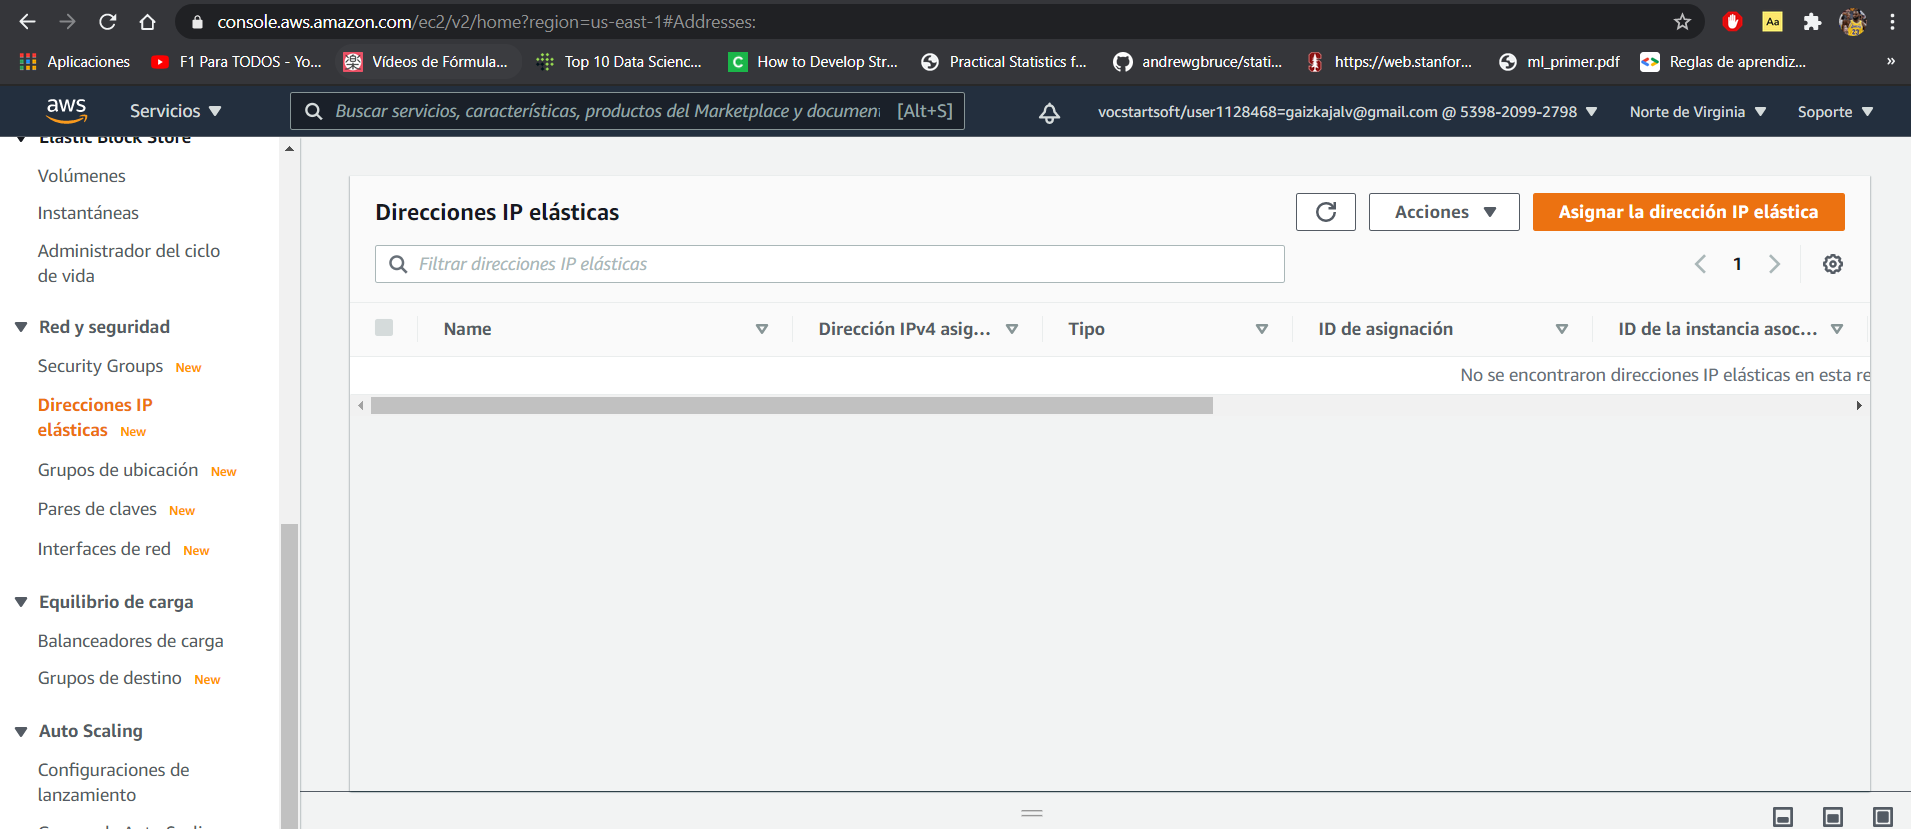 console.aws.amazon.com/ec2/v2/home?region=us-east-1#Addresses:
Aa
Aplicaciones
F1 Para TODOS - Yo...
Vídeos de Fórmula...
Top 10 Data Scienc...
C
How to Develop Str...
Practical Statistics f...
andrewgbruce/stati...
https://web.stanfor...
ml_primer.pdf
Reglas de aprendiz...
»
aws
Servicios
Buscar servicios, características, productos del Marketplace y document
[Alt+S]
vocstartsoft/user1128468=gaizkajalv@gmail.com @ 5398-2099-2798
Norte de Virginia
Soporte
Elastic Block Store
Volúmenes
Instantáneas
Administrador del ciclo
de vida
Red y seguridad
Security Groups New
Direcciones IP
elásticas New
Grupos de ubicación New
Pares de claves New
Interfaces de red New
Equilibrio de carga
Balanceadores de carga
Grupos de destino New
Auto Scaling
Configuraciones de
lanzamiento
Direcciones IP elásticas
Acciones
Asignar la dirección IP elástica
Filtrar direcciones IP elásticas
1
Name
Dirección IPv4 asig...
Tipo
ID de asignación
ID de la instancia asoc...
No se encontraron direcciones IP elásticas en esta re